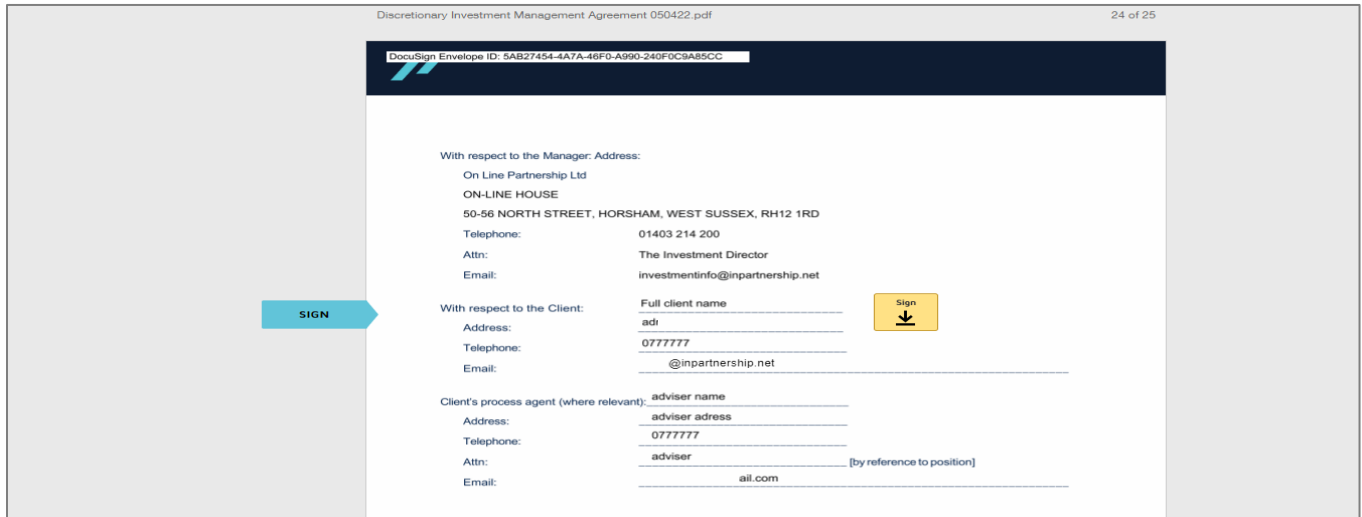 Discretionary Investment Management Agreement 050422.pdf 24 of 25
DocuSign Envelope ID: 5AB27454-4A7A-46F0-A990-240F0C9A85CC
With respect to the Manager: Address:
On Line Partnership Ltd
ON-LINE HOUSE
50-56 NORTH STREET, HORSHAM, WEST SUSSEX, RH12 1RD
Telephone: 01403 214 200
Attn: The Investment Director
Email: investmentinfo@inpartnership.net
SIGN
With respect to the Client: Full client name
Sign
Address:
Telephone: 0777777
Email: @inpartnership.net
Client's process agent (where relevant): adviser name
Address: adviser adress
Telephone: 0777777
Attn: adviser [by reference to position]
Email: ail.com